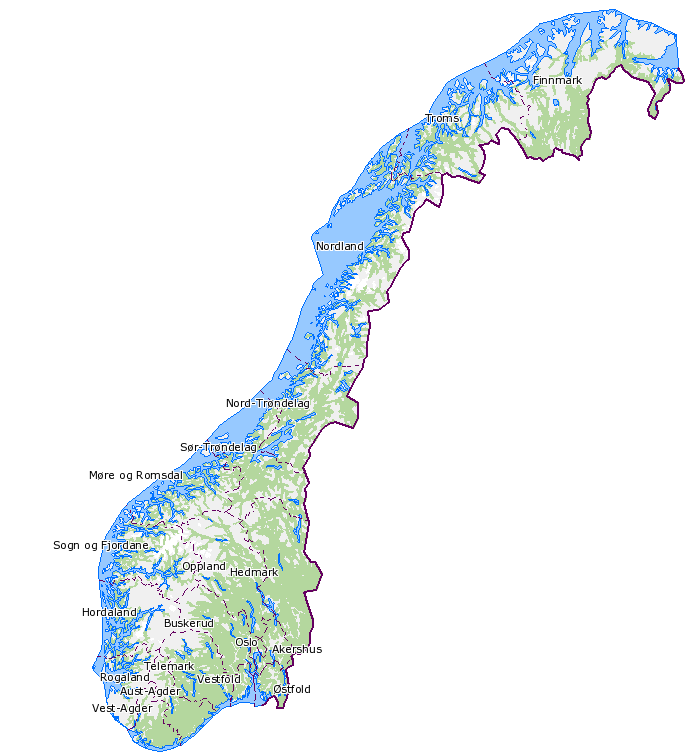 Finnmark
Troms
Nordland
Nord-Trøndelag
Sør-Trøndelag
Møre og Romsdal
Sogn og Fjordane
Oppland
Hedmark
Hordaland
Buskerud
Oslo
Akershus
Telemark
Rogaland
Vestfold
Aust-Agder
Østfold
Vest-Agder